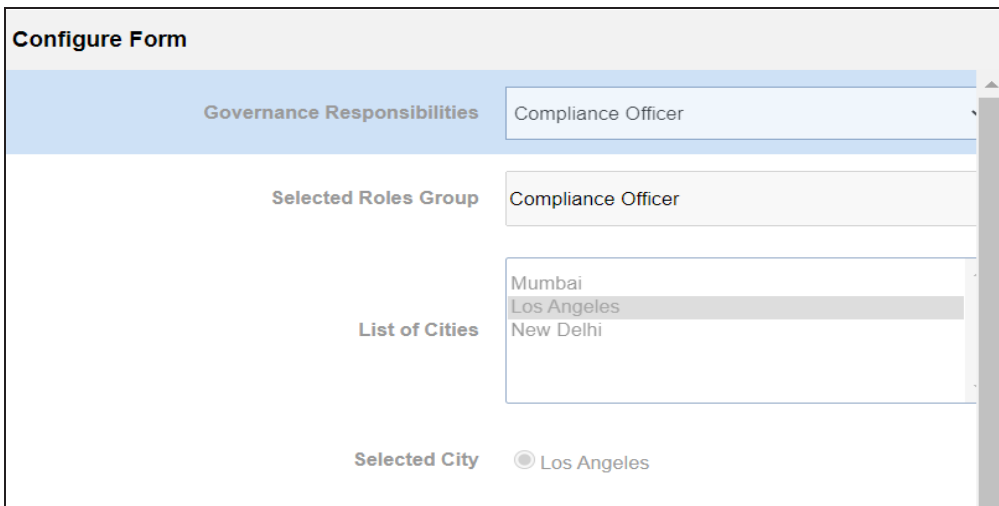 Configure Form
Governance Responsibilities Compliance Officer
Selected Roles Group Compliance Officer
Mumbai
Los Angeles
List of Cities New Delhi
Selected City Los Angeles